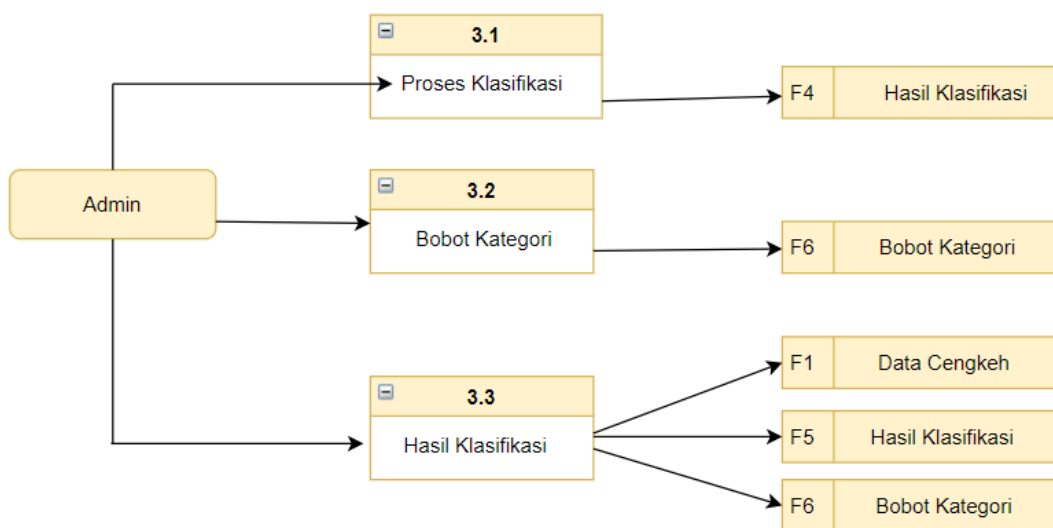 3.1
Proses Klasifikasi
F4 Hasil Klasifikasi
Admin
3.2
Bobot Kategori
F6 Bobot Kategori
3.3
Hasil Klasifikasi
F1 Data Cengkeh
F5 Hasil Klasifikasi
F6 Bobot Kategori